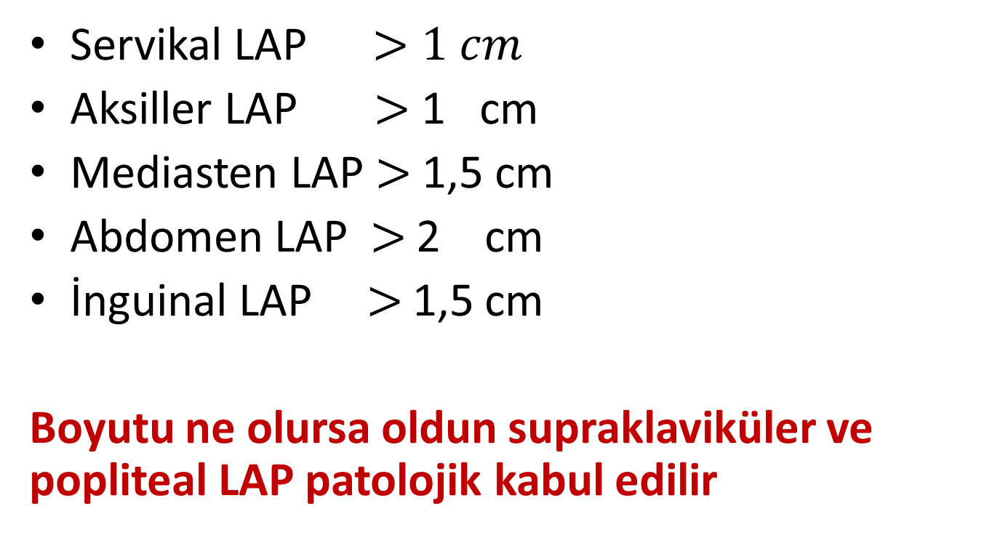 • Servikal LAP > 1 cm
• Aksiller LAP > 1 cm
• Mediasten LAP > 1,5 cm
• Abdomen LAP > 2 cm
• İnguinal LAP > 1,5 cm
Boyutu ne olursa oldun supraklaviküler ve
popliteal LAP patolojik kabul edilir